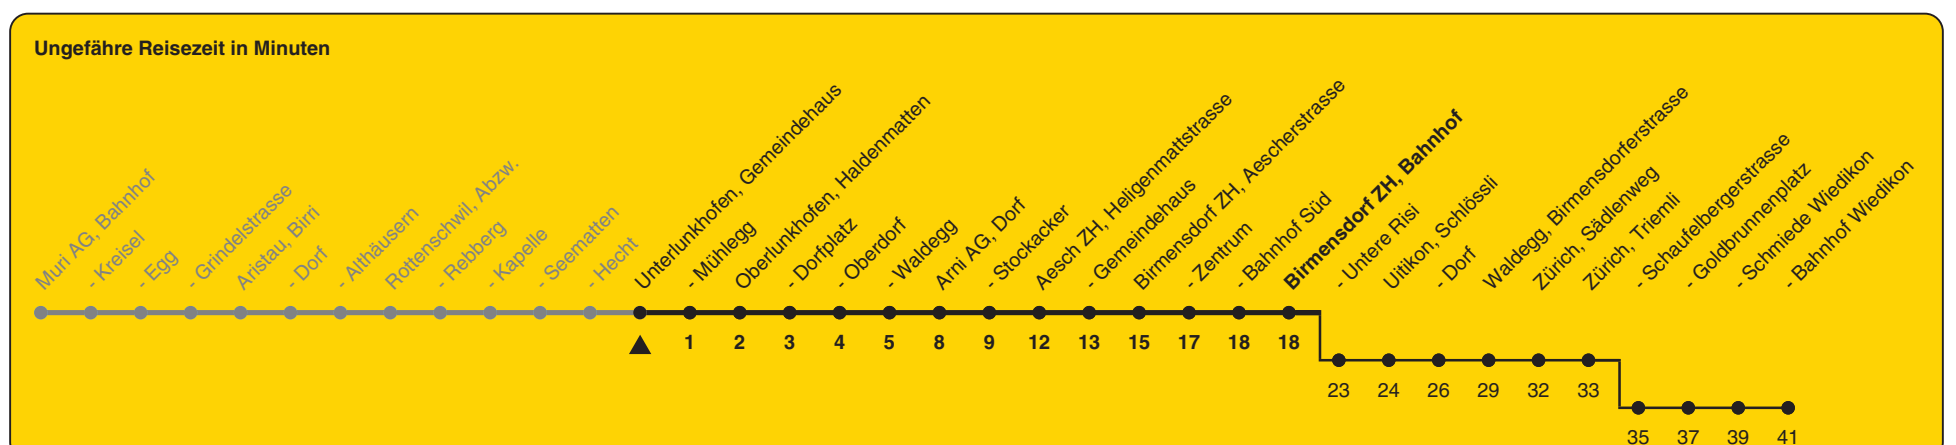 Ungefähre Reisezeit in Minuten
Muri AG, Bahnhof
- Kreisel
- Egg
- Grindelstrasse
Aristau, Birri
- Dorf
- Althäusern
Rottenschwil, Abzw.
- Rebberg
- Kapelle
- Seematten
- Hecht
Unterlunkhofen, Gemeindehaus
- Mühlegg
Oberlunkhofen, Haldenmatten
- Dorfplatz
- Oberdorf
- Waldegg
Arni AG, Dorf
- Stockacker
Aesch ZH, Heligenmattstrasse
- Gemeindehaus
Birmensdorf ZH, Aescherstrasse
- Zentrum
- Bahnhof Süd
Birmensdorf ZH, Bahnhof
- Untere Risi
Uitikon, Schlössli
- Dorf
Waldegg, Birmensdorferstrasse
Zürich, Sädlenweg
Zürich, Triemli
- Schaufelbergerstrasse
- Goldbrunnenplatz
- Schmiede Wiedikon
- Bahnhof Wiedikon
1 2 3 4 5 8 9 12 13 15 17 18 18
23 24 26 29 32 33
35 37 39 41